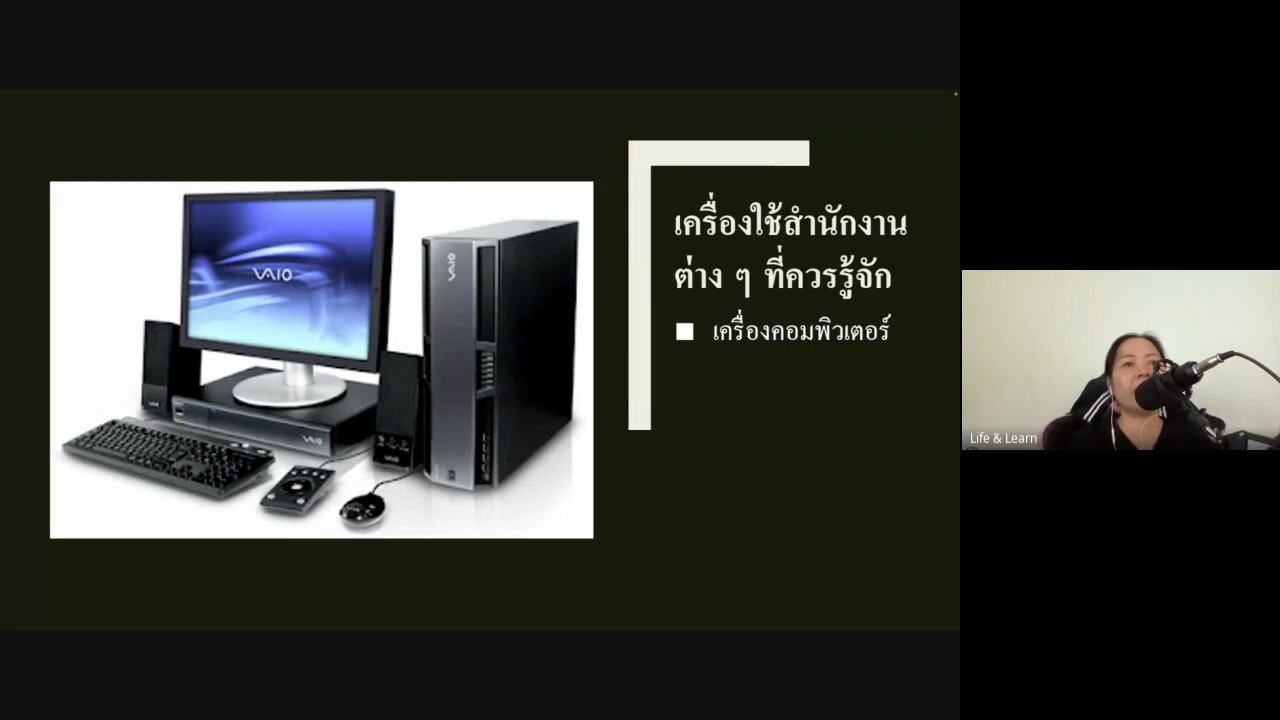 VAIO
VAIO
VAIO
เครื่องใช้สำนักงาน
ต่าง ๆ ที่ควรรู้จัก
เครื่องคอมพิวเตอร์
Life & Learn